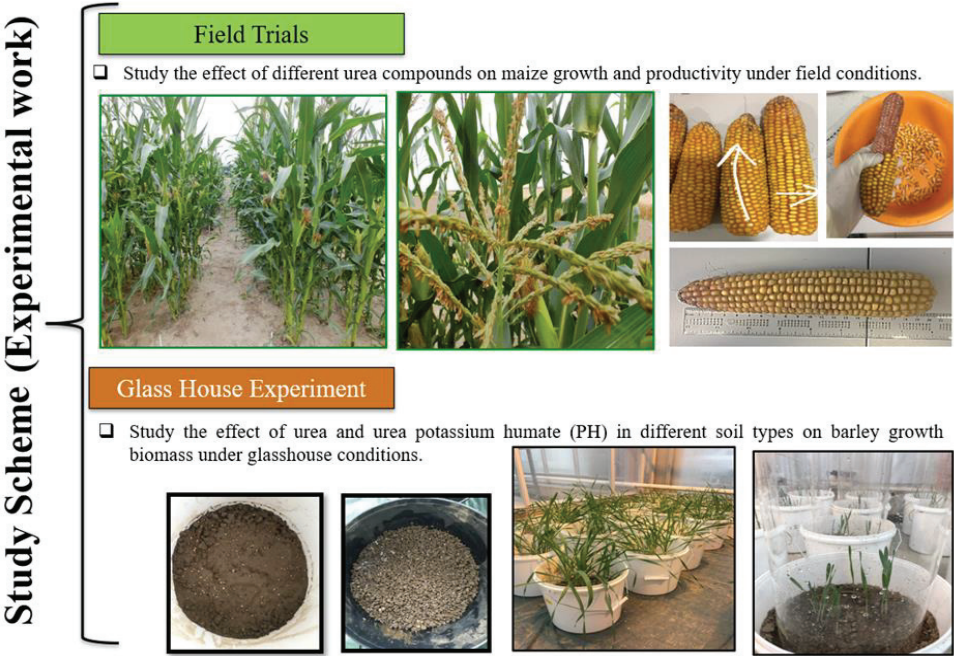 Study Scheme (Experimental work)
Field Trials
❑ Study the effect of different urea compounds on maize growth and productivity under field conditions.
Glass House Experiment
❑ Study the effect of urea and urea potassium humate (PH) in different soil types on barley growth
biomass under glasshouse conditions.